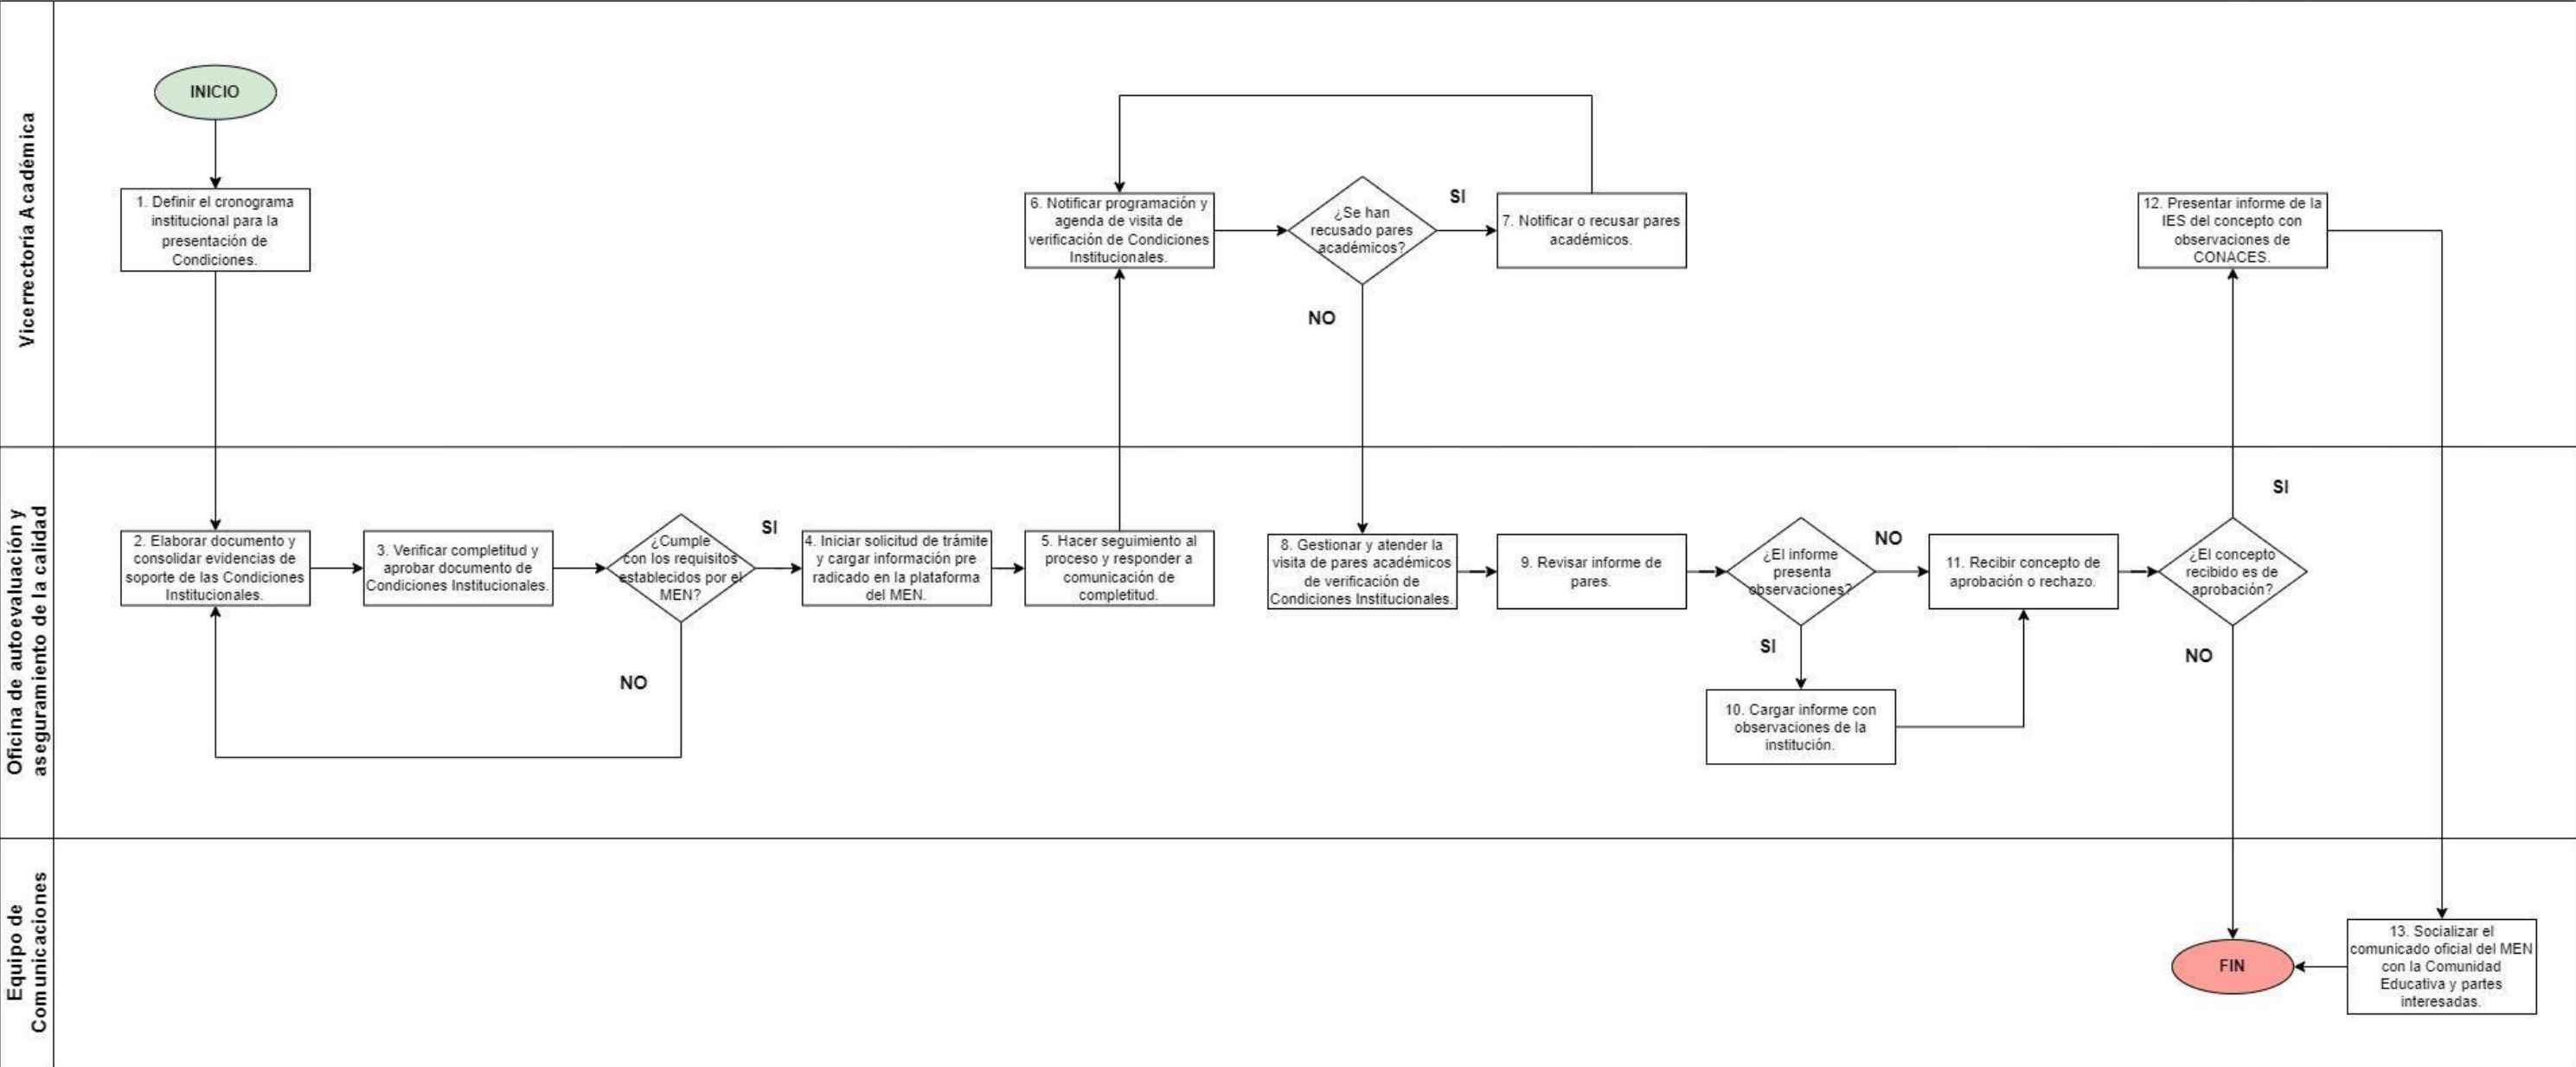 Vicerrectoría Académica
INICIO
1. Definir el cronograma
institucional para la
presentación de
Condiciones.
6. Notificar programación y
agenda de visita de
verificación de Condiciones
Institucionales.
¿Se han
recusado pares
académicos?
SI
NO
7. Notificar o recusar pares
académicos.
12. Presentar informe de la
IES del concepto con
observaciones de
CONACES.
Oficina de autoevaluación y
aseguramiento de la calidad
2. Elaborar documento y
consolidar evidencias de
soporte de las Condiciones
Institucionales.
3. Verificar completitud y
aprobar documento de
Condiciones Institucionales.
¿Cumple
con los requisitos
establecidos por el
MEN?
SI
NO
4. Iniciar solicitud de trámite
y cargar información pre
radicado en la plataforma
del MEN.
5. Hacer seguimiento al
proceso y responder a
comunicación de
completitud.
8. Gestionar y atender la
visita de pares académicos
de verificación de
Condiciones Institucionales.
9. Revisar informe de
pares.
¿El informe
presenta
observaciones?
NO
SI
10. Cargar informe con
observaciones de la
institución.
11. Recibir concepto de
aprobación o rechazo.
¿El concepto
recibido es de
aprobación?
SI
NO
Equipo de
Comunicaciones
FIN
13. Socializar el
comunicado oficial del MEN
con la Comunidad
Educativa y partes
interesadas.